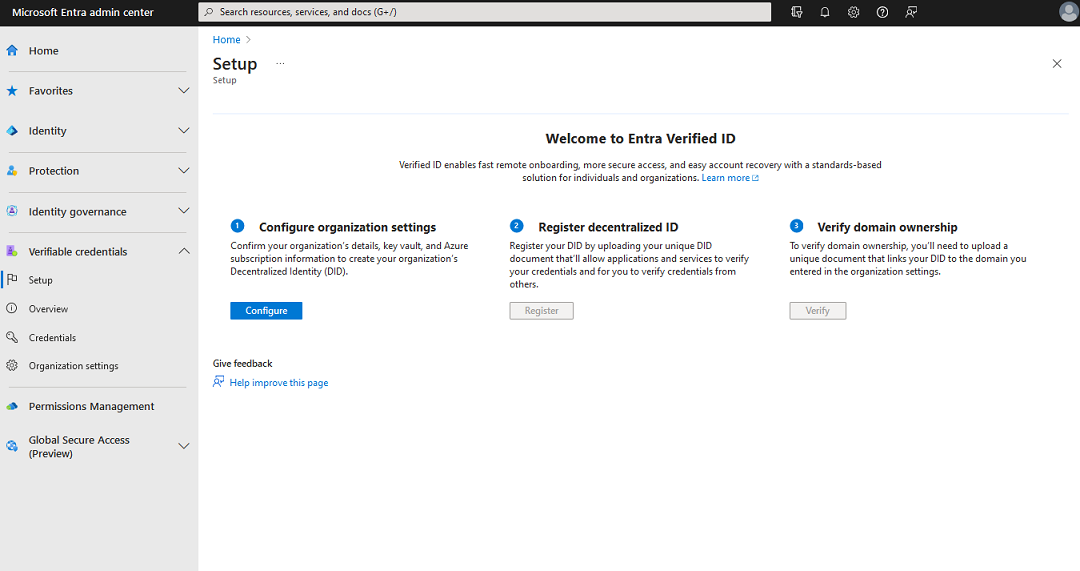 Microsoft Entra admin center
Search resources, services, and docs (G+/)
Home
Favorites
Identity
Protection
Identity governance
Verifiable credentials
Setup
Overview
Credentials
Organization settings
Permissions Management
Global Secure Access
(Preview)
Home
Setup
...
Setup
Welcome to Entra Verified ID
Verified ID enables fast remote onboarding, more secure access, and easy account recovery with a standards-based
solution for individuals and organizations. Learn more
1 Configure organization settings
Confirm your organization's details, key vault, and Azure
subscription information to create your organization's
Decentralized Identity (DID).
Configure
2 Register decentralized ID
Register your DID by uploading your unique DID
document that'll allow applications and services to verify
your credentials and for you to verify credentials from
others.
Register
3 Verify domain ownership
To verify domain ownership, you'll need to upload a
unique document that links your DID to the domain you
entered in the organization settings.
Verify
Give feedback
Help improve this page